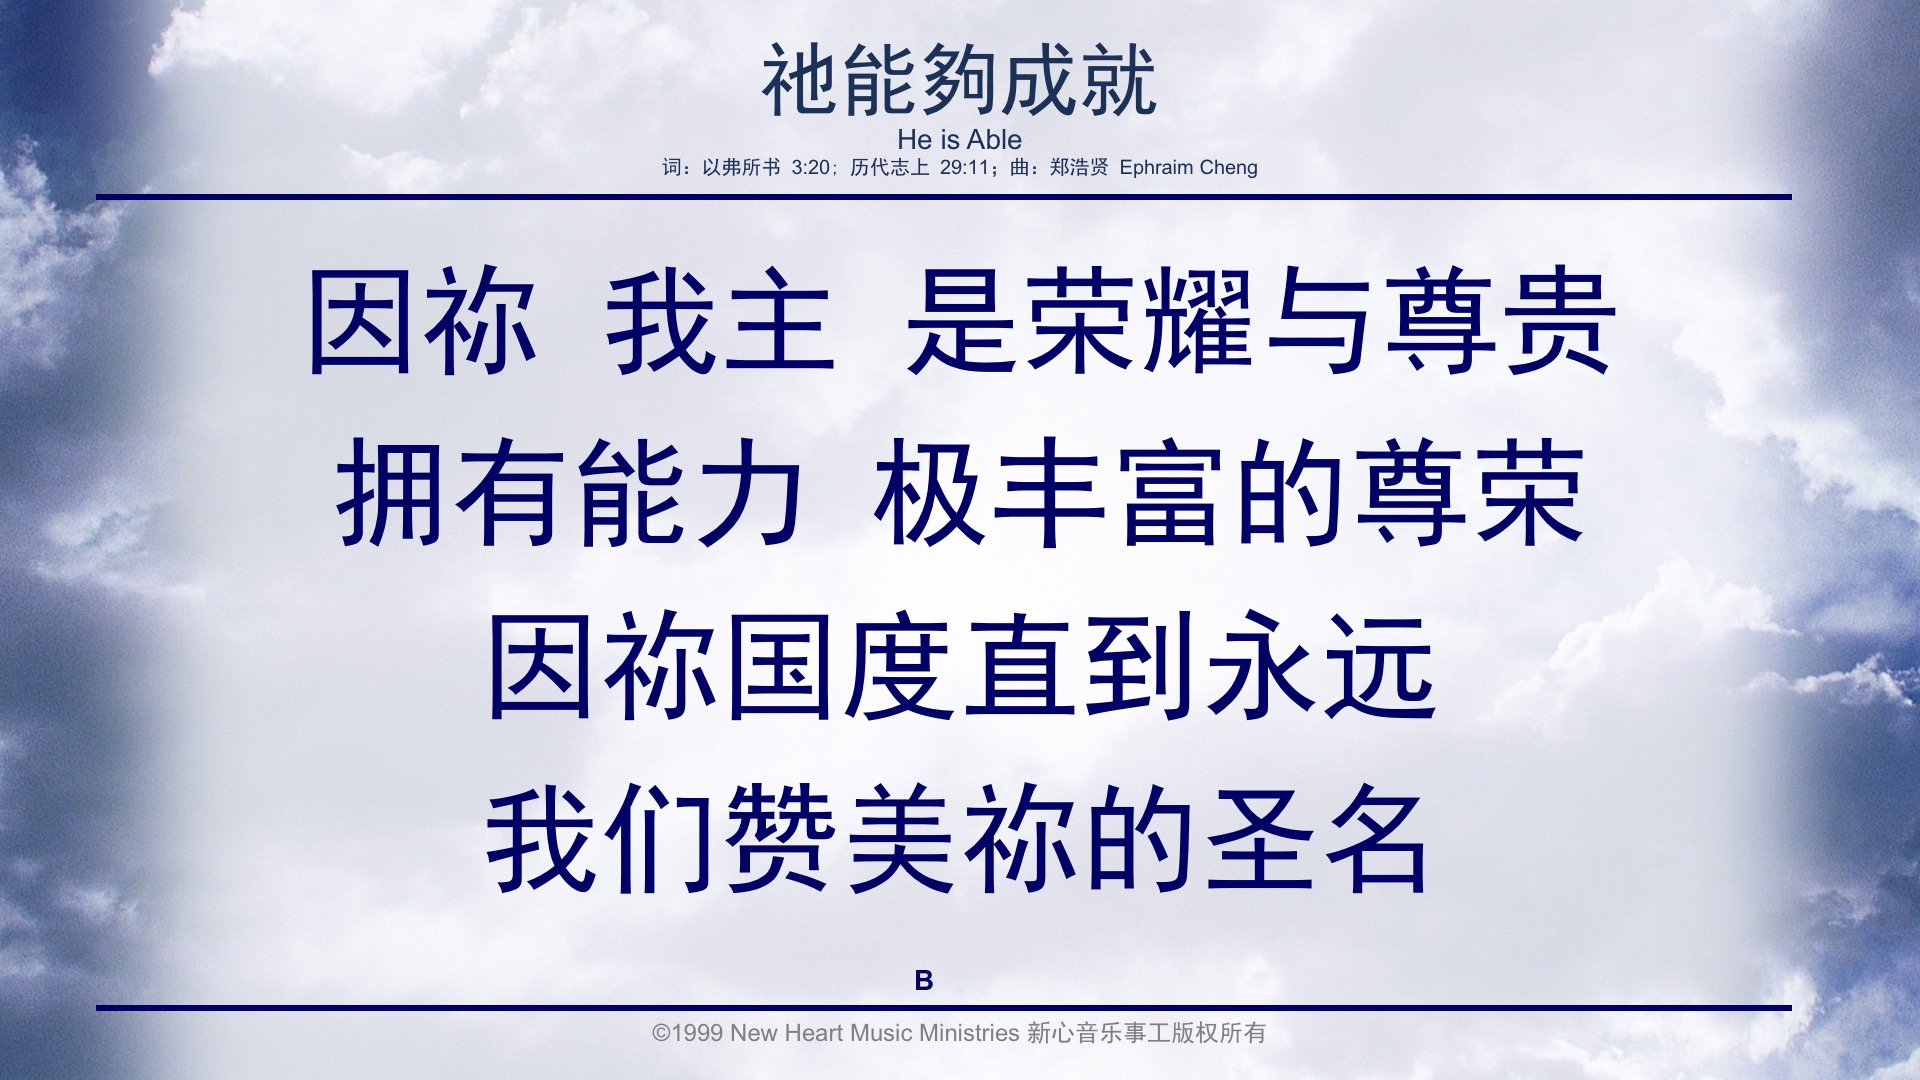 祂能夠成就
He is Able
词：以弗所书 3:20；历代志上 29:11；曲：郑浩贤 Ephraim Cheng
因祢 我主 是荣耀与尊贵
拥有能力 极丰富的尊荣
因祢国度直到永远
我们赞美祢的圣名
B
©1999 New Heart Music Ministries 新心音乐事工版权所有